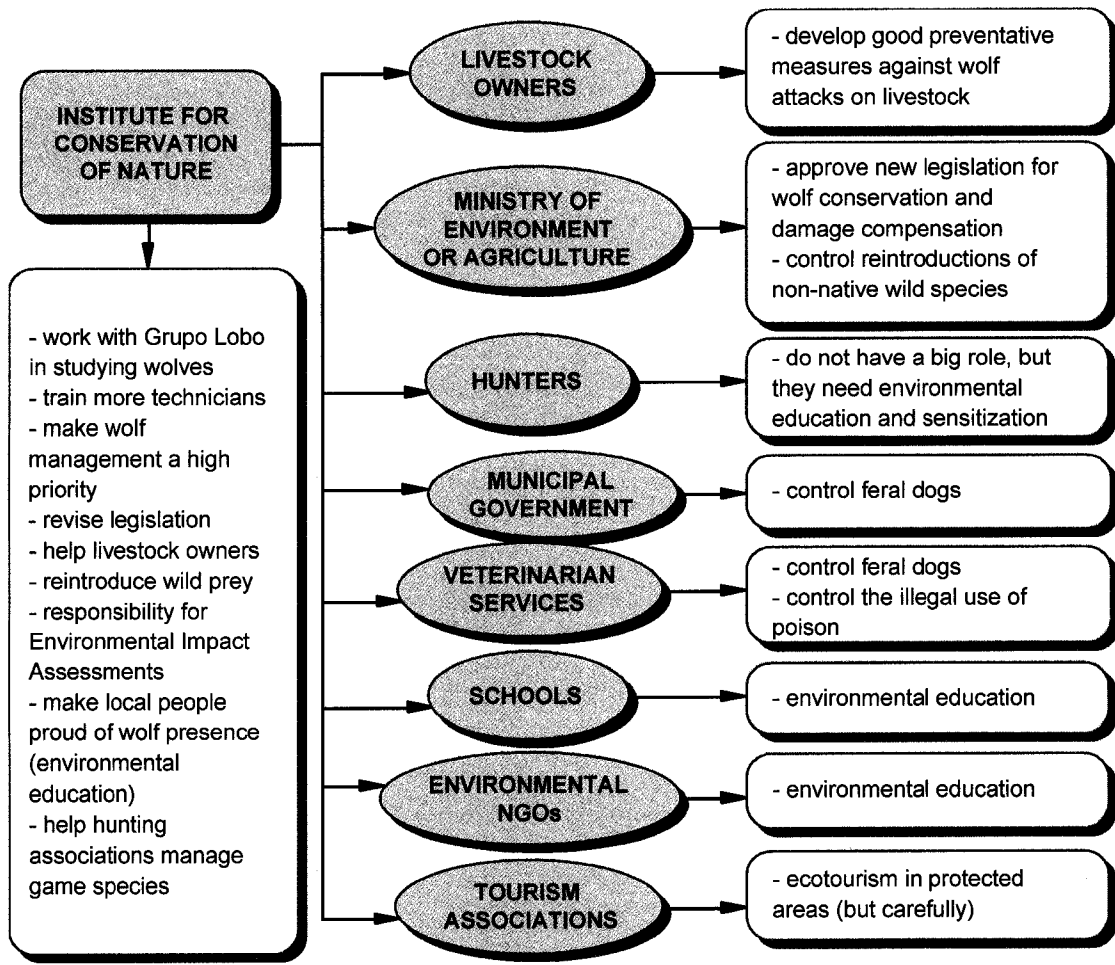 INSTITUTE FOR
CONSERVATION
OF NATURE
- work with Grupo Lobo
in studying wolves
- train more technicians
- make wolf
management a high
priority
- revise legislation
- help livestock owners
- reintroduce wild prey
- responsibility for
Environmental Impact
Assessments
- make local people
proud of wolf presence
(environmental
education)
- help hunting
associations manage
game species
LIVESTOCK
OWNERS
- develop good preventative
measures against wolf
attacks on livestock
MINISTRY OF
ENVIRONMENT
OR AGRICULTURE
- approve new legislation for
wolf conservation and
damage compensation
- control reintroductions of
non-native wild species
HUNTERS
- do not have a big role, but
they need environmental
education and sensitization
MUNICIPAL
GOVERNMENT
- control feral dogs
VETERINARIAN
SERVICES
- control feral dogs
- control the illegal use of
poison
SCHOOLS
- environmental education
ENVIRONMENTAL
NGOs
- environmental education
TOURISM
ASSOCIATIONS
- ecotourism in protected
areas (but carefully)